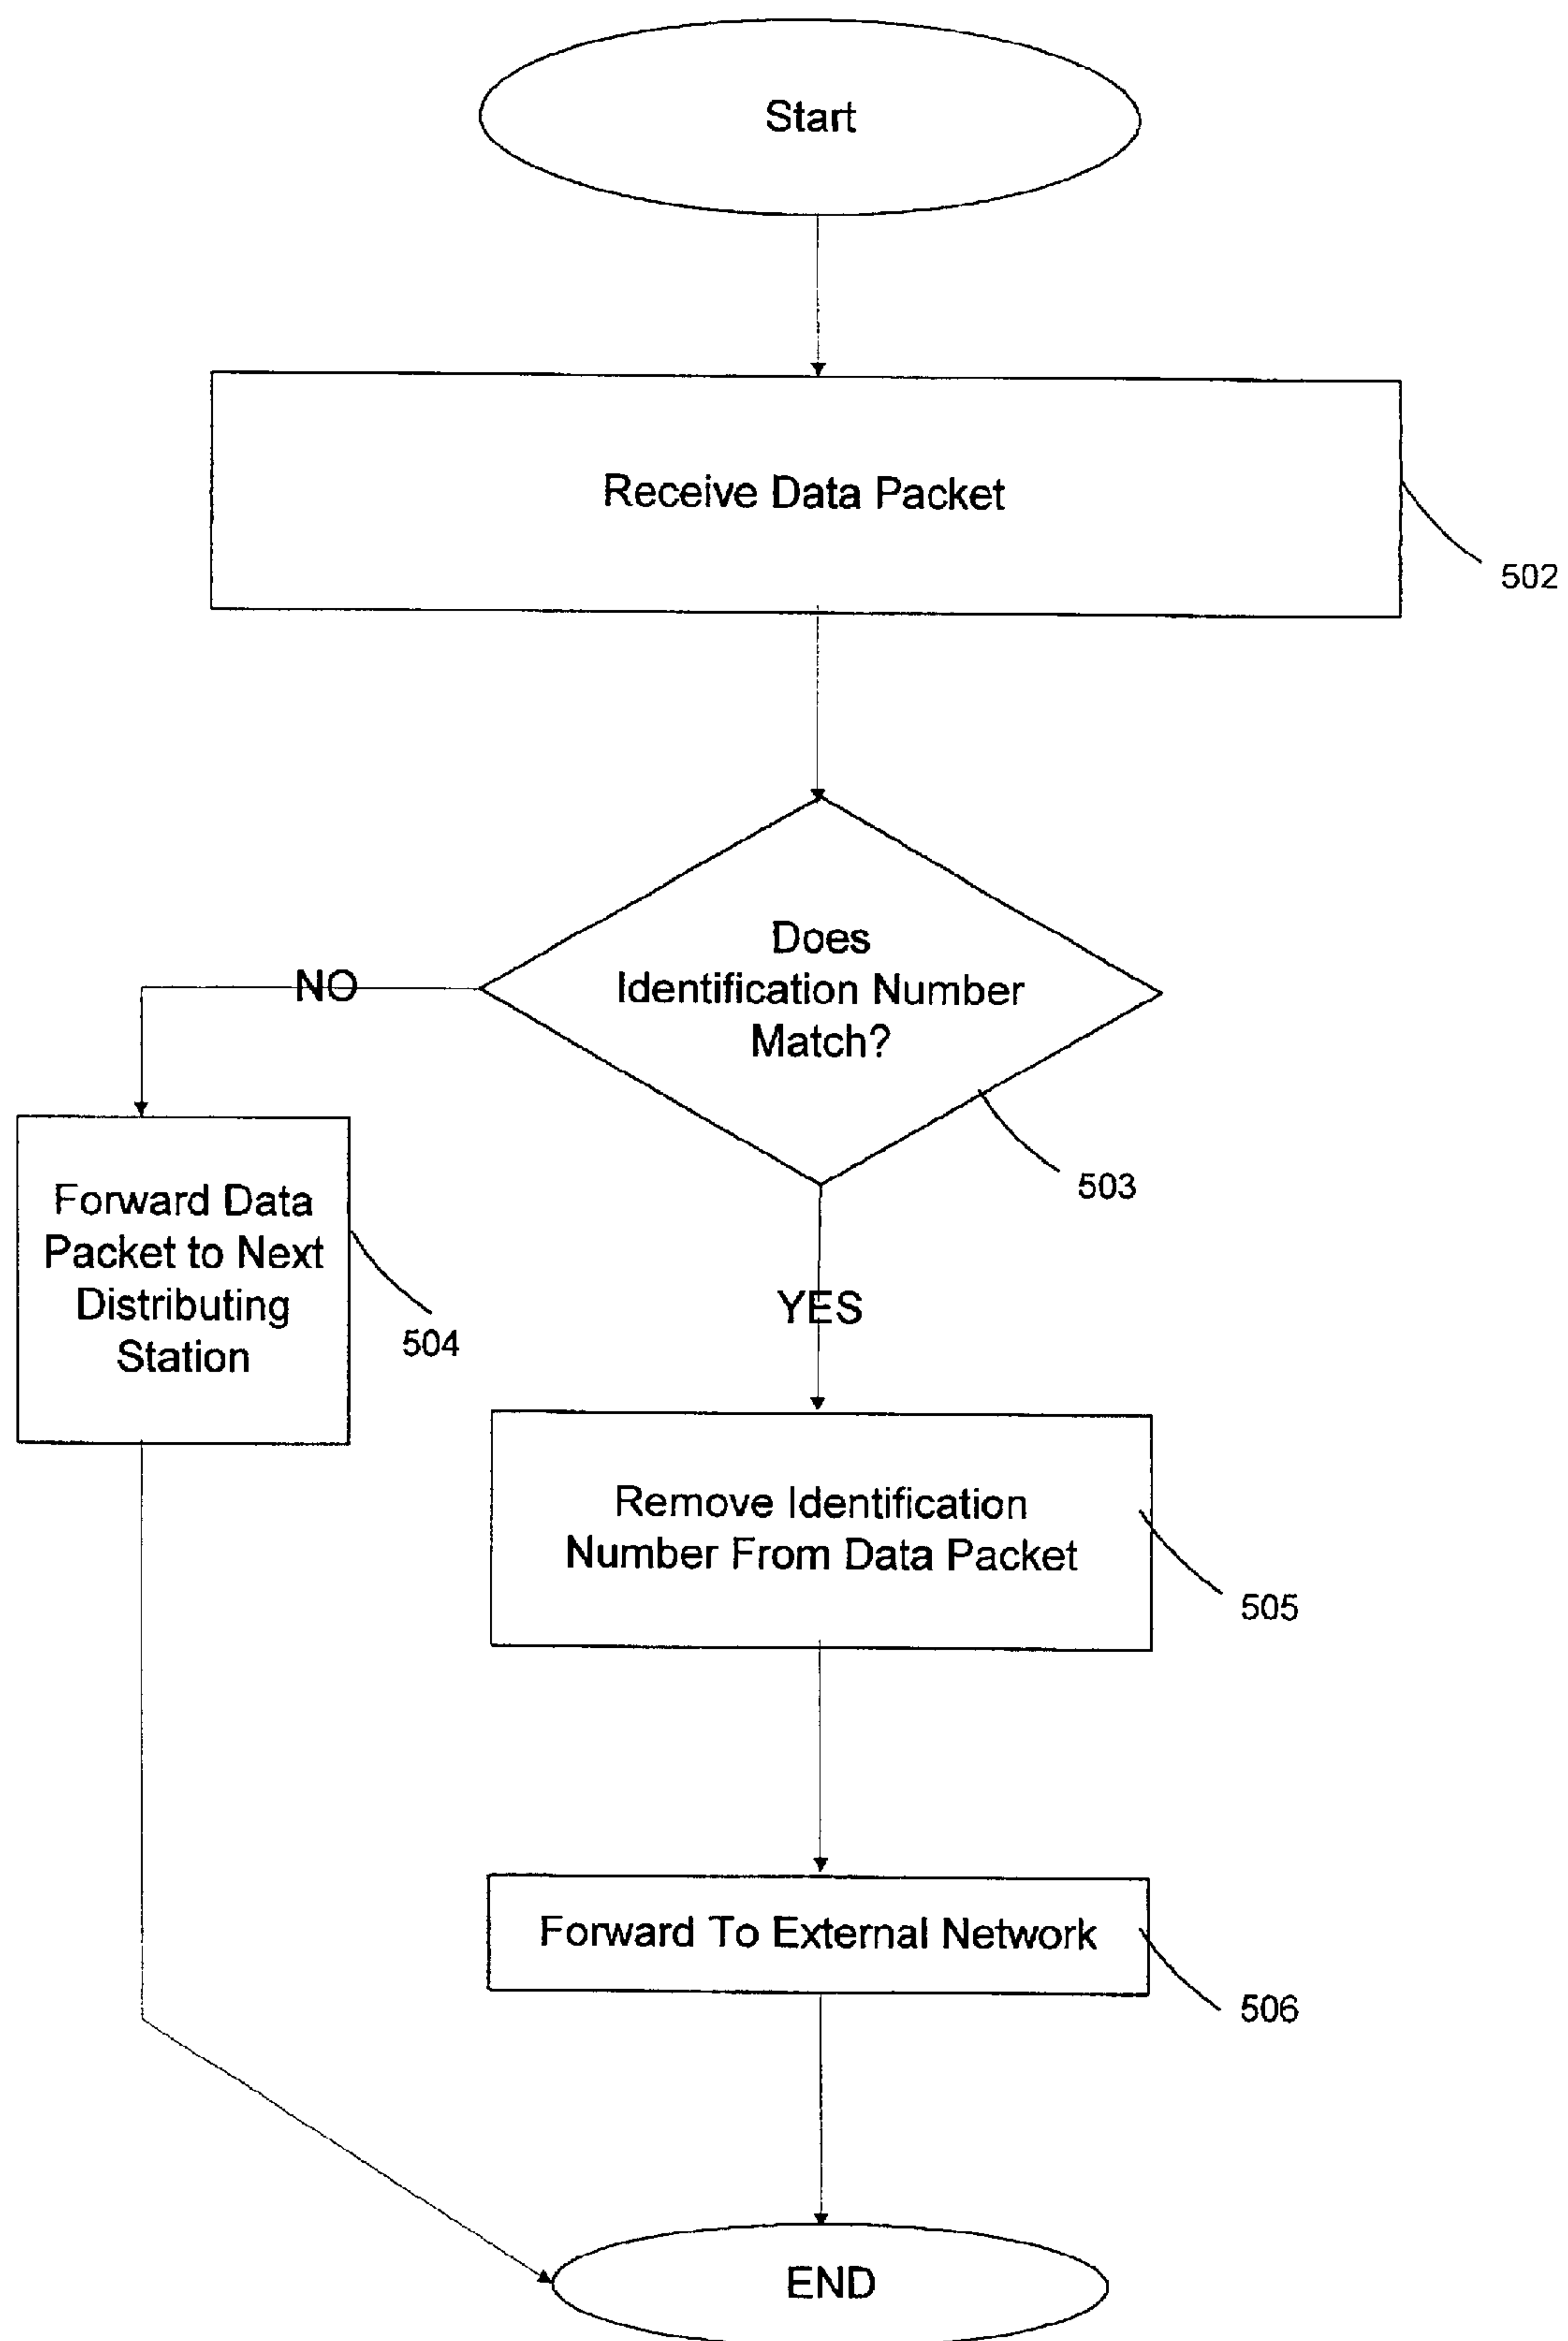 Start
Receive Data Packet
502
Does
Identification Number
Match?
NO
503
Forward Data
Packet to Next
Distributing
Station
504
YES
Remove Identification
Number From Data Packet
505
Forward To External Network
506
END